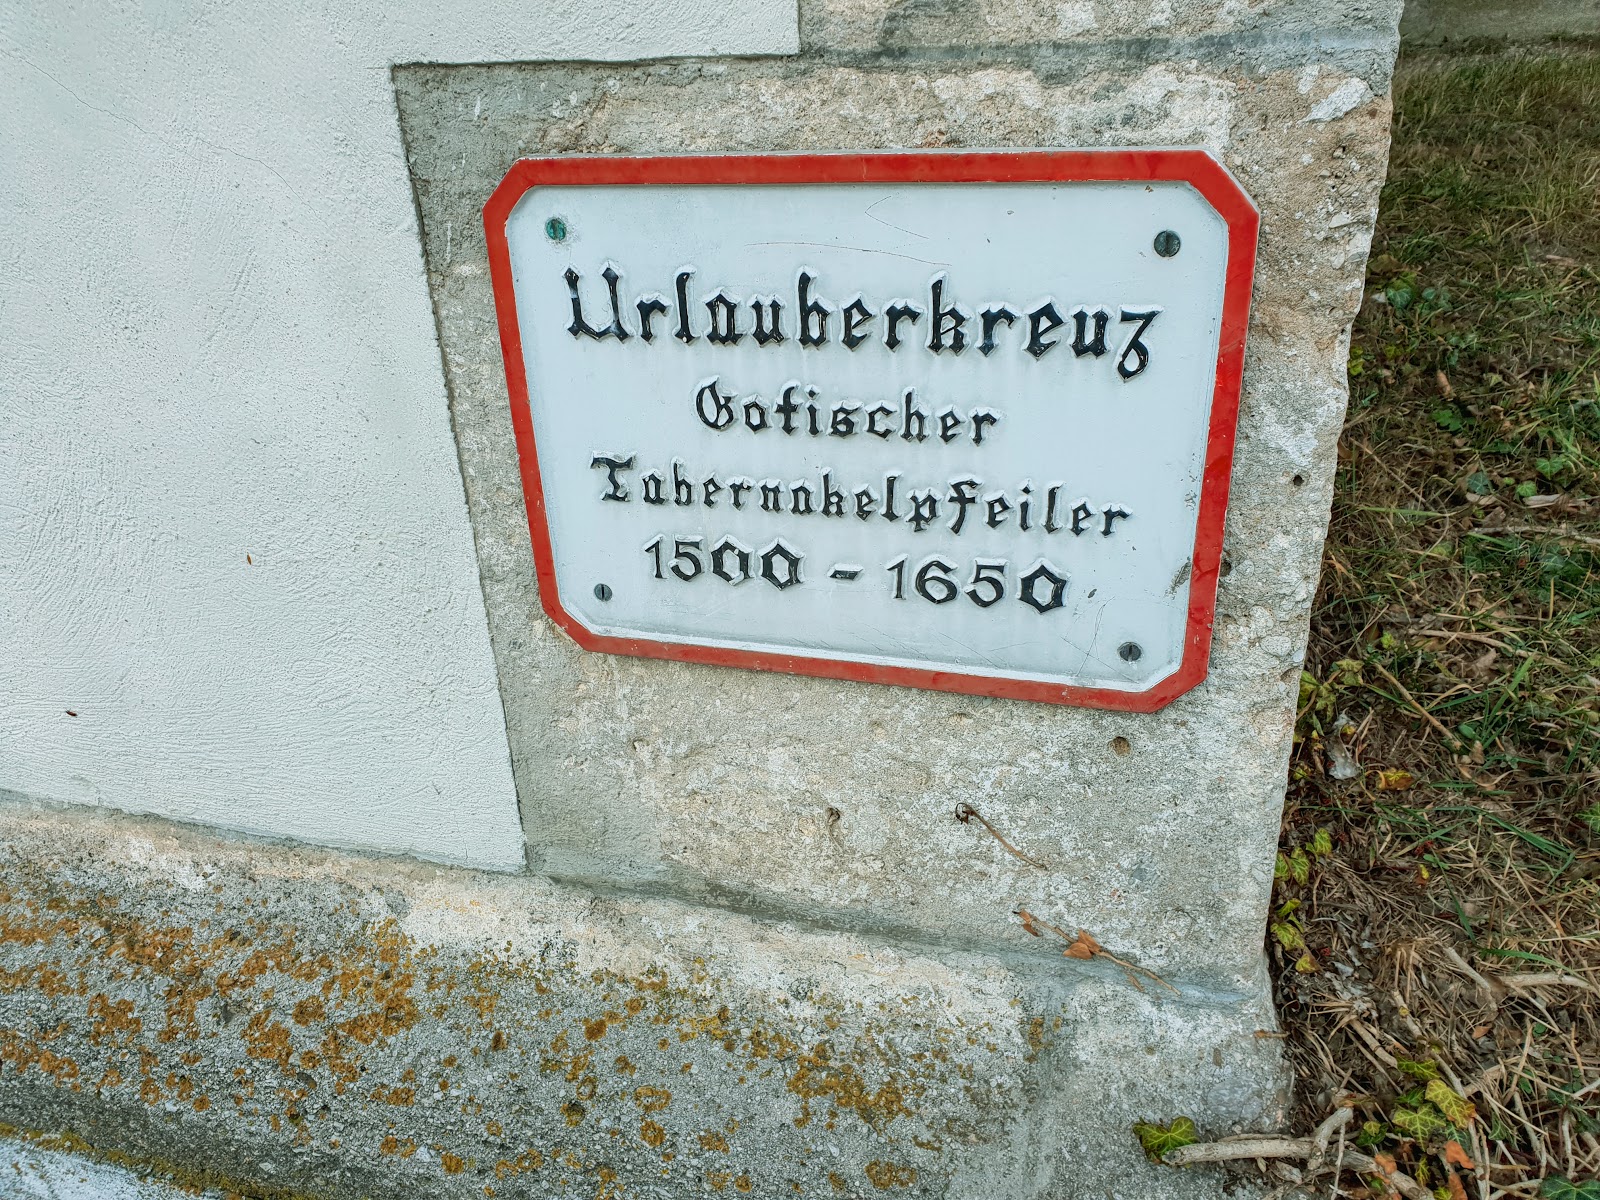 Urlauberkreuz
Gotischer
Tabernakelpfeiler
1500 - 1650